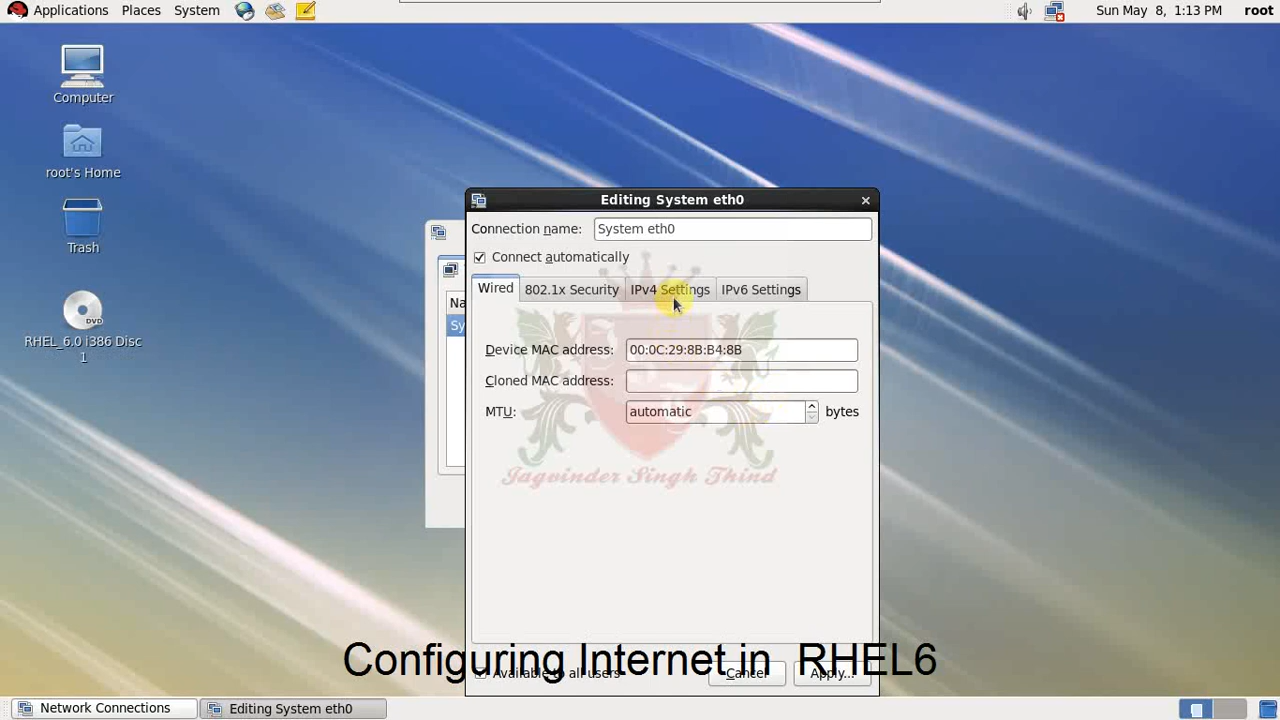 Applications Places System
Sun May 8, 1:13 PM root
Computer
root's Home
Trash
DVD
RHEL_6.0 i386 Disc
1
Editing System eth0
Connection name: System eth0
Connect automatically
Wired 802.1x Security IPv4 Settings IPv6 Settings
Na
Sy
Device MAC address: 00:0C:29:8B:B4:8B
Cloned MAC address:
MTU: automatic bytes
Jagvinder Singh Thind
Configuring Internet in RHEL6
Available to all users Cancel Apply...
Network Connections Editing System eth0